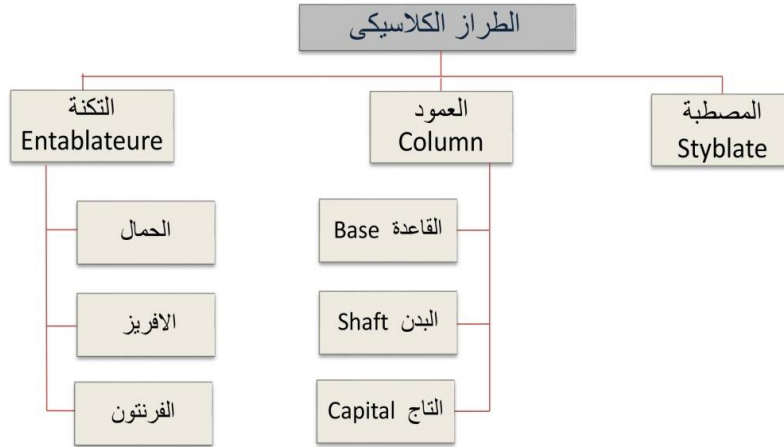 الطراز الكلاسيكى
المصطبة
Styblate
العمود
Column
التكنة
Entablateure
القاعدة Base
البدن Shaft
التاج Capital
الحمال
الافريز
الفرنتون